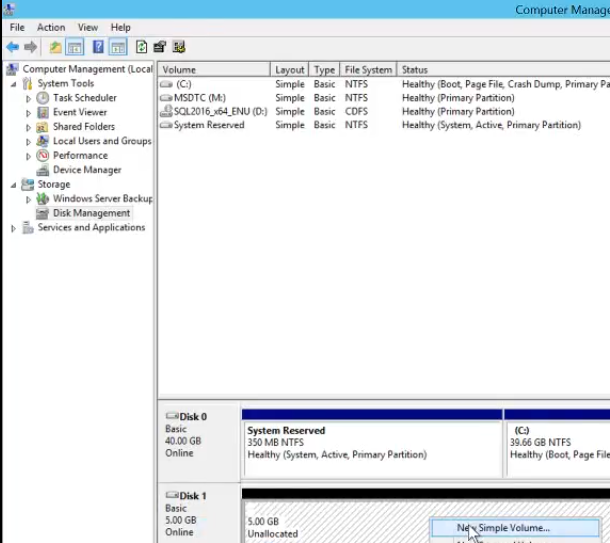 Computer Manage
File Action View Help
Computer Management (Local
System Tools
Task Scheduler
Event Viewer
Shared Folders
Local Users and Groups
Performance
Device Manager
Storage
Windows Server Backup
Disk Management
Services and Applications
Volume Layout Type File System Status
(C:) Simple Basic NTFS Healthy (Boot, Page File, Crash Dump, Primary Pa
MSDTC (M:) Simple Basic NTFS Healthy (Primary Partition)
SQL2016_x64_ENU (D:) Simple Basic CDFS Healthy (Primary Partition)
System Reserved Simple Basic NTFS Healthy (System, Active, Primary Partition)
Disk 0
Basic
40.00 GB
Online
System Reserved
350 MB NTFS
Healthy (System, Active, Primary Partition)
(C:)
39.66 GB NTFS
Healthy (Boot, Page File
Disk 1
Basic
5.00 GB
Online
5.00 GB
Unallocated
New Simple Volume...